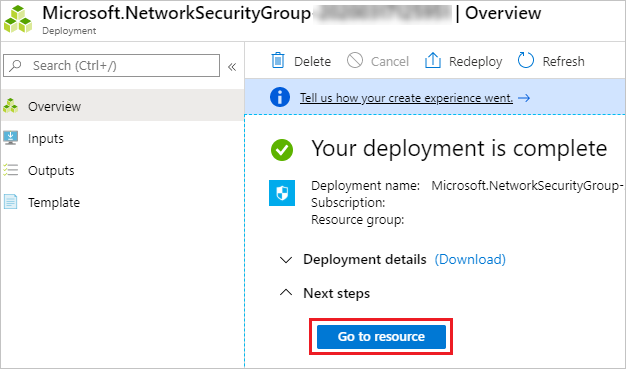 Microsoft.NetworkSecurityGroup- | Overview
Deployment
Search (Ctrl+/)
«
Overview
Inputs
Outputs
Template
Delete
Cancel
Redeploy
Refresh
Tell us how your create experience went. →
Your deployment is complete
Deployment name: Microsoft.NetworkSecurityGroup-
Subscription:
Resource group:
Deployment details (Download)
Next steps
Go to resource